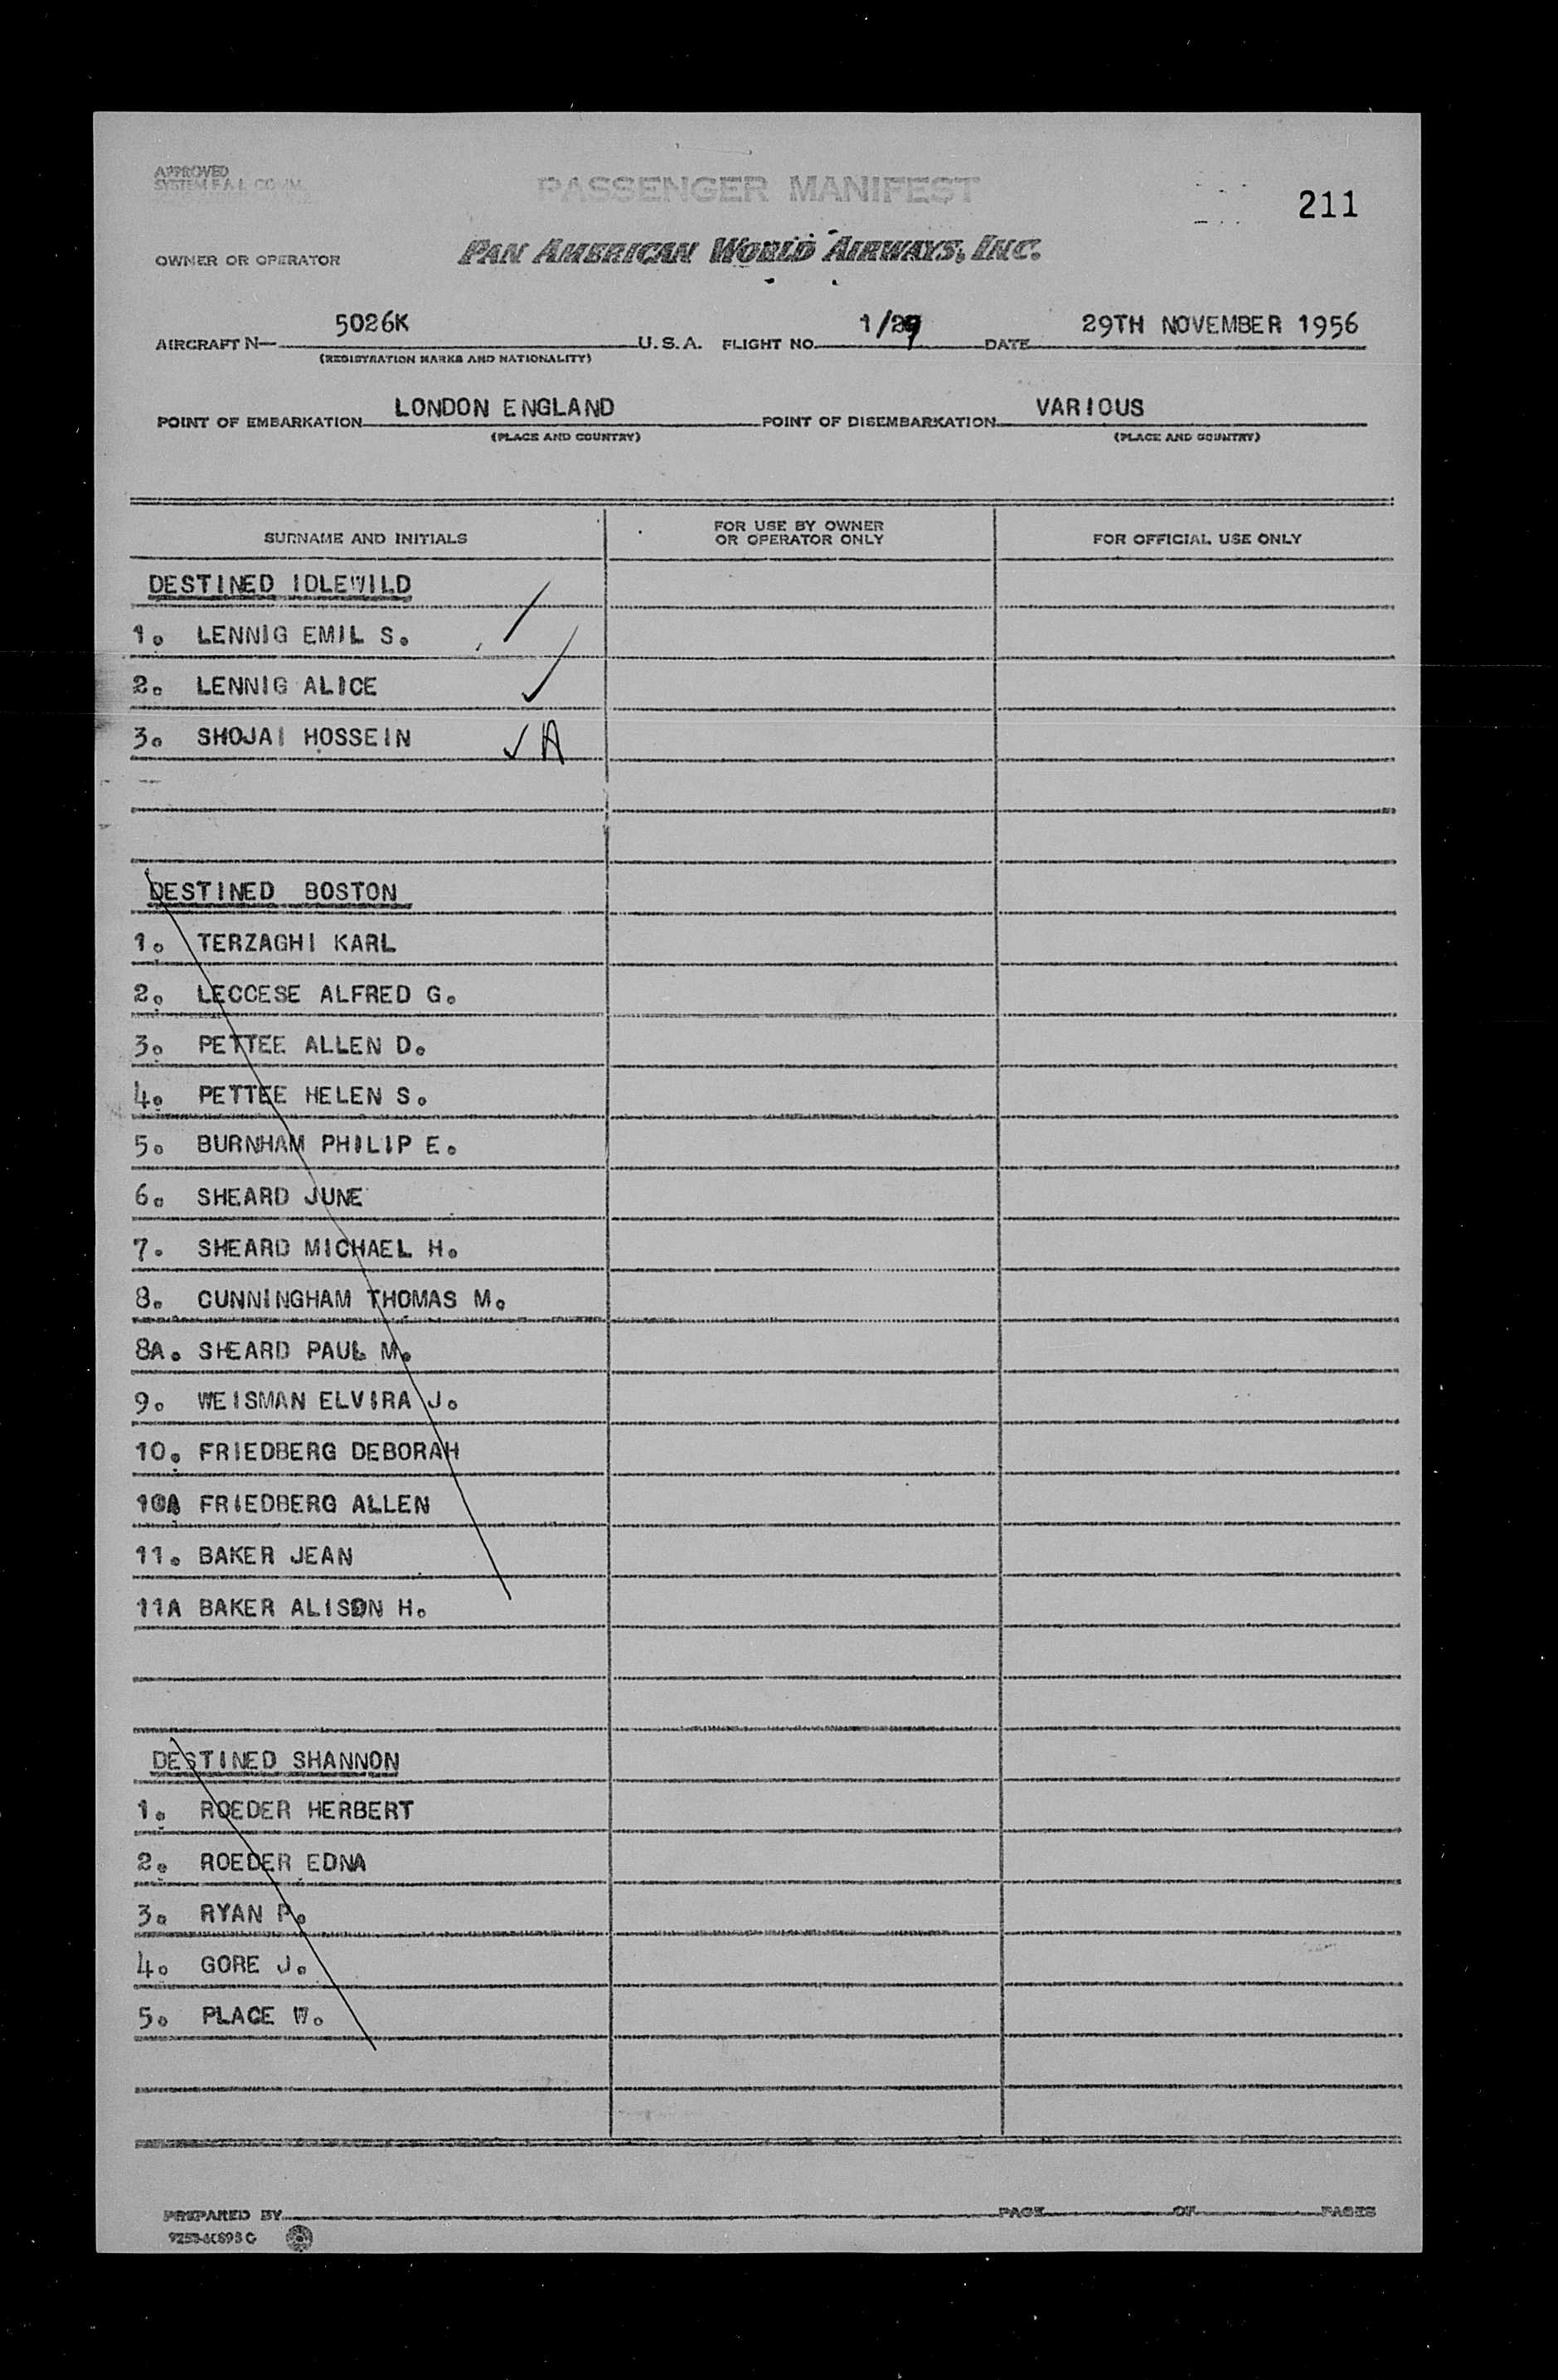 APPROVED
SYSTEM F.A.L. COMM.
PASSENGER MANIFEST
211
OWNER OR OPERATOR
PAN AMERICAN WORLD AIRWAYS, INC.
AIRCRAFT N— 5026K U.S.A. FLIGHT NO. 1/29 DATE 29TH NOVEMBER 1956
(REGISTRATION MARKS AND NATIONALITY)
POINT OF EMBARKATION LONDON ENGLAND POINT OF DISEMBARKATION VARIOUS
(PLACE AND COUNTRY) (PLACE AND COUNTRY)
SURNAME AND INITIALS
FOR USE BY OWNER
OR OPERATOR ONLY
FOR OFFICIAL USE ONLY
DESTINED IDLEWILD
1. LENNIG EMIL S.
2. LENNIG ALICE
3. SHOJAI HOSSEIN ✓ A
DESTINED BOSTON
1. TERZAGHI KARL
2. LECCESE ALFRED G.
3. PETTEE ALLEN D.
4. PETTEE HELEN S.
5. BURNHAM PHILIP E.
6. SHEARD JUNE
7. SHEARD MICHAEL H.
8. CUNNINGHAM THOMAS M.
8A. SHEARD PAUL M.
9. WEISMAN ELVIRA J.
10. FRIEDBERG DEBORAH
10A FRIEDBERG ALLEN
11. BAKER JEAN
11A BAKER ALISON H.
DESTINED SHANNON
1. ROEDER HERBERT
2. ROEDER EDNA
3. RYAN P.
4. GORE J.
5. PLACE W.
PREPARED BY PAGE OF PAGES